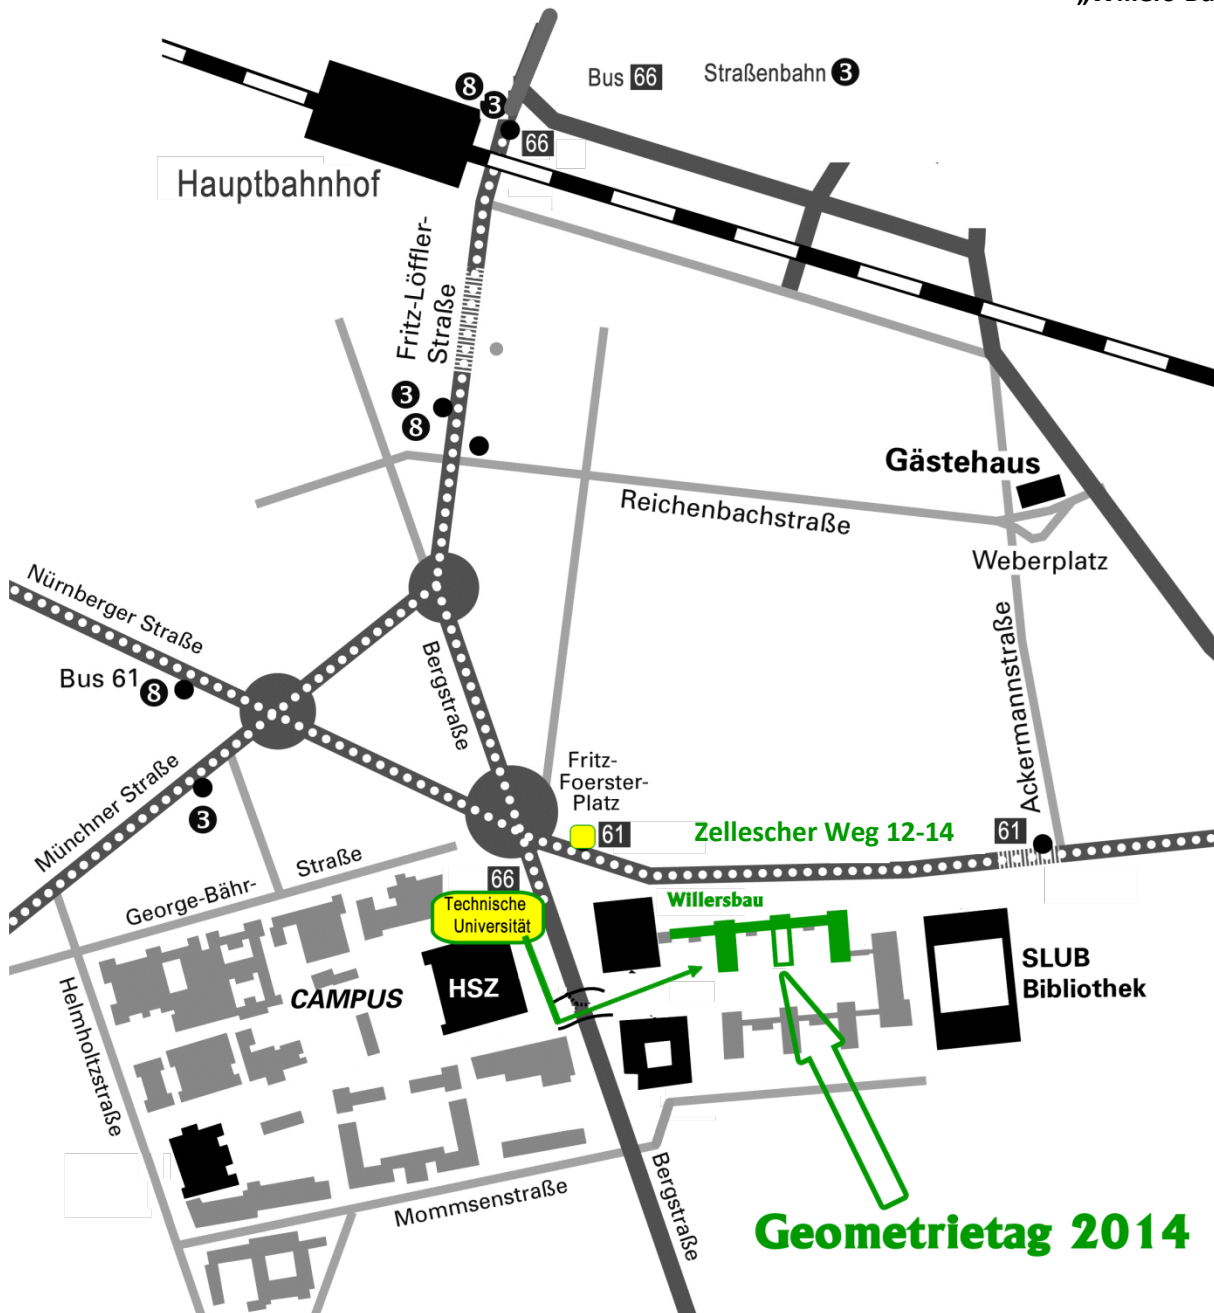 Bus 66
Straßenbahn 3
8
3
66
Hauptbahnhof
Fritz-Löffler-
Straße
3
8
Gästehaus
Reichenbachstraße
Weberplatz
Nürnberger Straße
Bus 61 8
Bergstraße
Ackermannstraße
Münchner Straße
3
Fritz-
Foerster-
Platz
61
Zellescher Weg 12-14
61
George-Bähr-
Straße
66
Technische
Universität
Willersbau
HSZ
CAMPUS
SLUB
Bibliothek
Helmholtzstraße
Mommsenstraße
Bergstraße
Geometrietag 2014